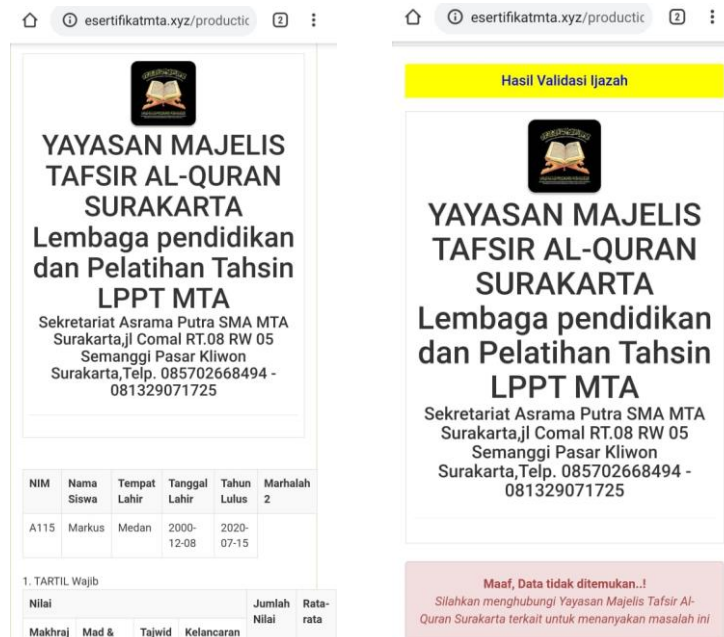 esertifikatmta.xyz/productic
2
YAYASAN MAJELIS
TAFSIR AL-QURAN
SURAKARTA
Lembaga pendidikan
dan Pelatihan Tahsin
LPPT MTA
Sekretariat Asrama Putra SMA MTA
Surakarta,jl Comal RT.08 RW 05
Semanggi Pasar Kliwon
Surakarta,Telp. 085702668494 -
081329071725
NIM Nama Siswa Tempat Lahir Tanggal Lahir Tahun Lulus Marhalah 2
A115 Markus Medan 2000-12-08 2020-07-15
1. TARTIL Wajib
Nilai Jumlah Nilai Rata-rata
Makhraj Mad & Tajwid Kelancaran
esertifikatmta.xyz/productic
2
Hasil Validasi Ijazah
YAYASAN MAJELIS
TAFSIR AL-QURAN
SURAKARTA
Lembaga pendidikan
dan Pelatihan Tahsin
LPPT MTA
Sekretariat Asrama Putra SMA MTA
Surakarta,jl Comal RT.08 RW 05
Semanggi Pasar Kliwon
Surakarta,Telp. 085702668494 -
081329071725
Maaf, Data tidak ditemukan..!
Silahkan menghubungi Yayasan Majelis Tafsir Al-
Quran Surakarta terkait untuk menanyakan masalah ini